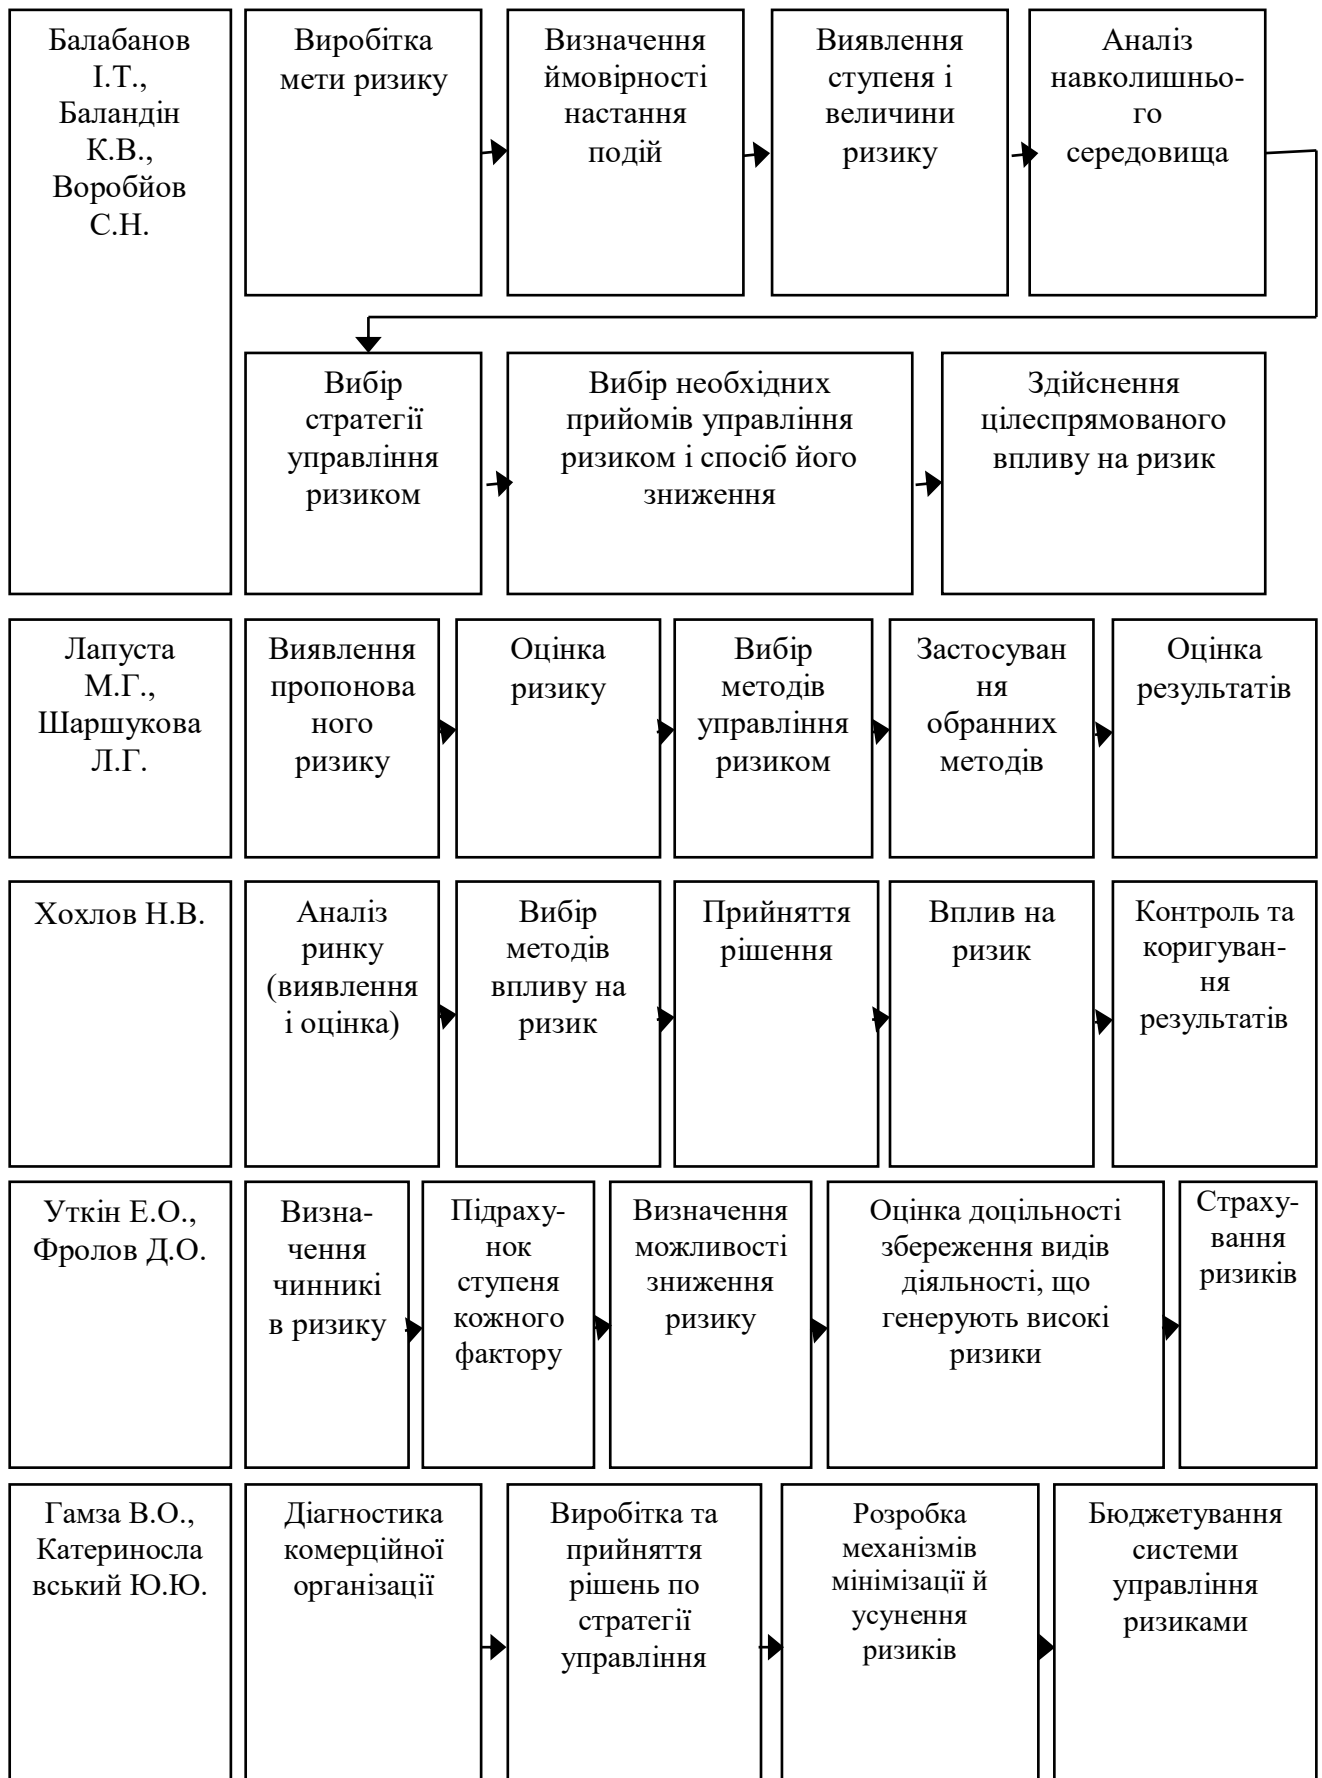 Балабанов
І.Т.,
Баландін
К.В.,
Воробйов
С.Н.
Виробітка
мети ризику
Визначення
ймовірності
настання
подій
Виявлення
ступеня і
величини
ризику
Аналіз
навколишньо-
го
середовища
Вибір
стратегії
управління
ризиком
Вибір необхідних
прийомів управління
ризиком і спосіб його
зниження
Здійснення
цілеспрямованого
впливу на ризик
Лапуста
М.Г.,
Шаршукова
Л.Г.
Виявлення
пропонова
ного
ризику
Оцінка
ризику
Вибір
методів
управління
ризиком
Застосуван
ня
обранних
методів
Оцінка
результатів
Хохлов Н.В.
Аналіз
ринку
(виявлення
і оцінка)
Вибір
методів
впливу на
ризик
Прийняття
рішення
Вплив на
ризик
Контроль та
коригуван-
ня
результатів
Уткін Е.О.,
Фролов Д.О.
Визна-
чення
чинникі
в ризику
Підраху-
нок
ступеня
кожного
фактору
Визначення
можливості
зниження
ризику
Оцінка доцільності
збереження видів
діяльності, що
генерують високі
ризики
Страху-
вання
ризиків
Гамза В.О.,
Катериносла
вський Ю.Ю.
Діагностика
комерційної
організації
Виробітка та
прийняття
рішень по
стратегії
управління
Розробка
механізмів
мінімізації й
усунення
ризиків
Бюджетування
системи
управління
ризиками